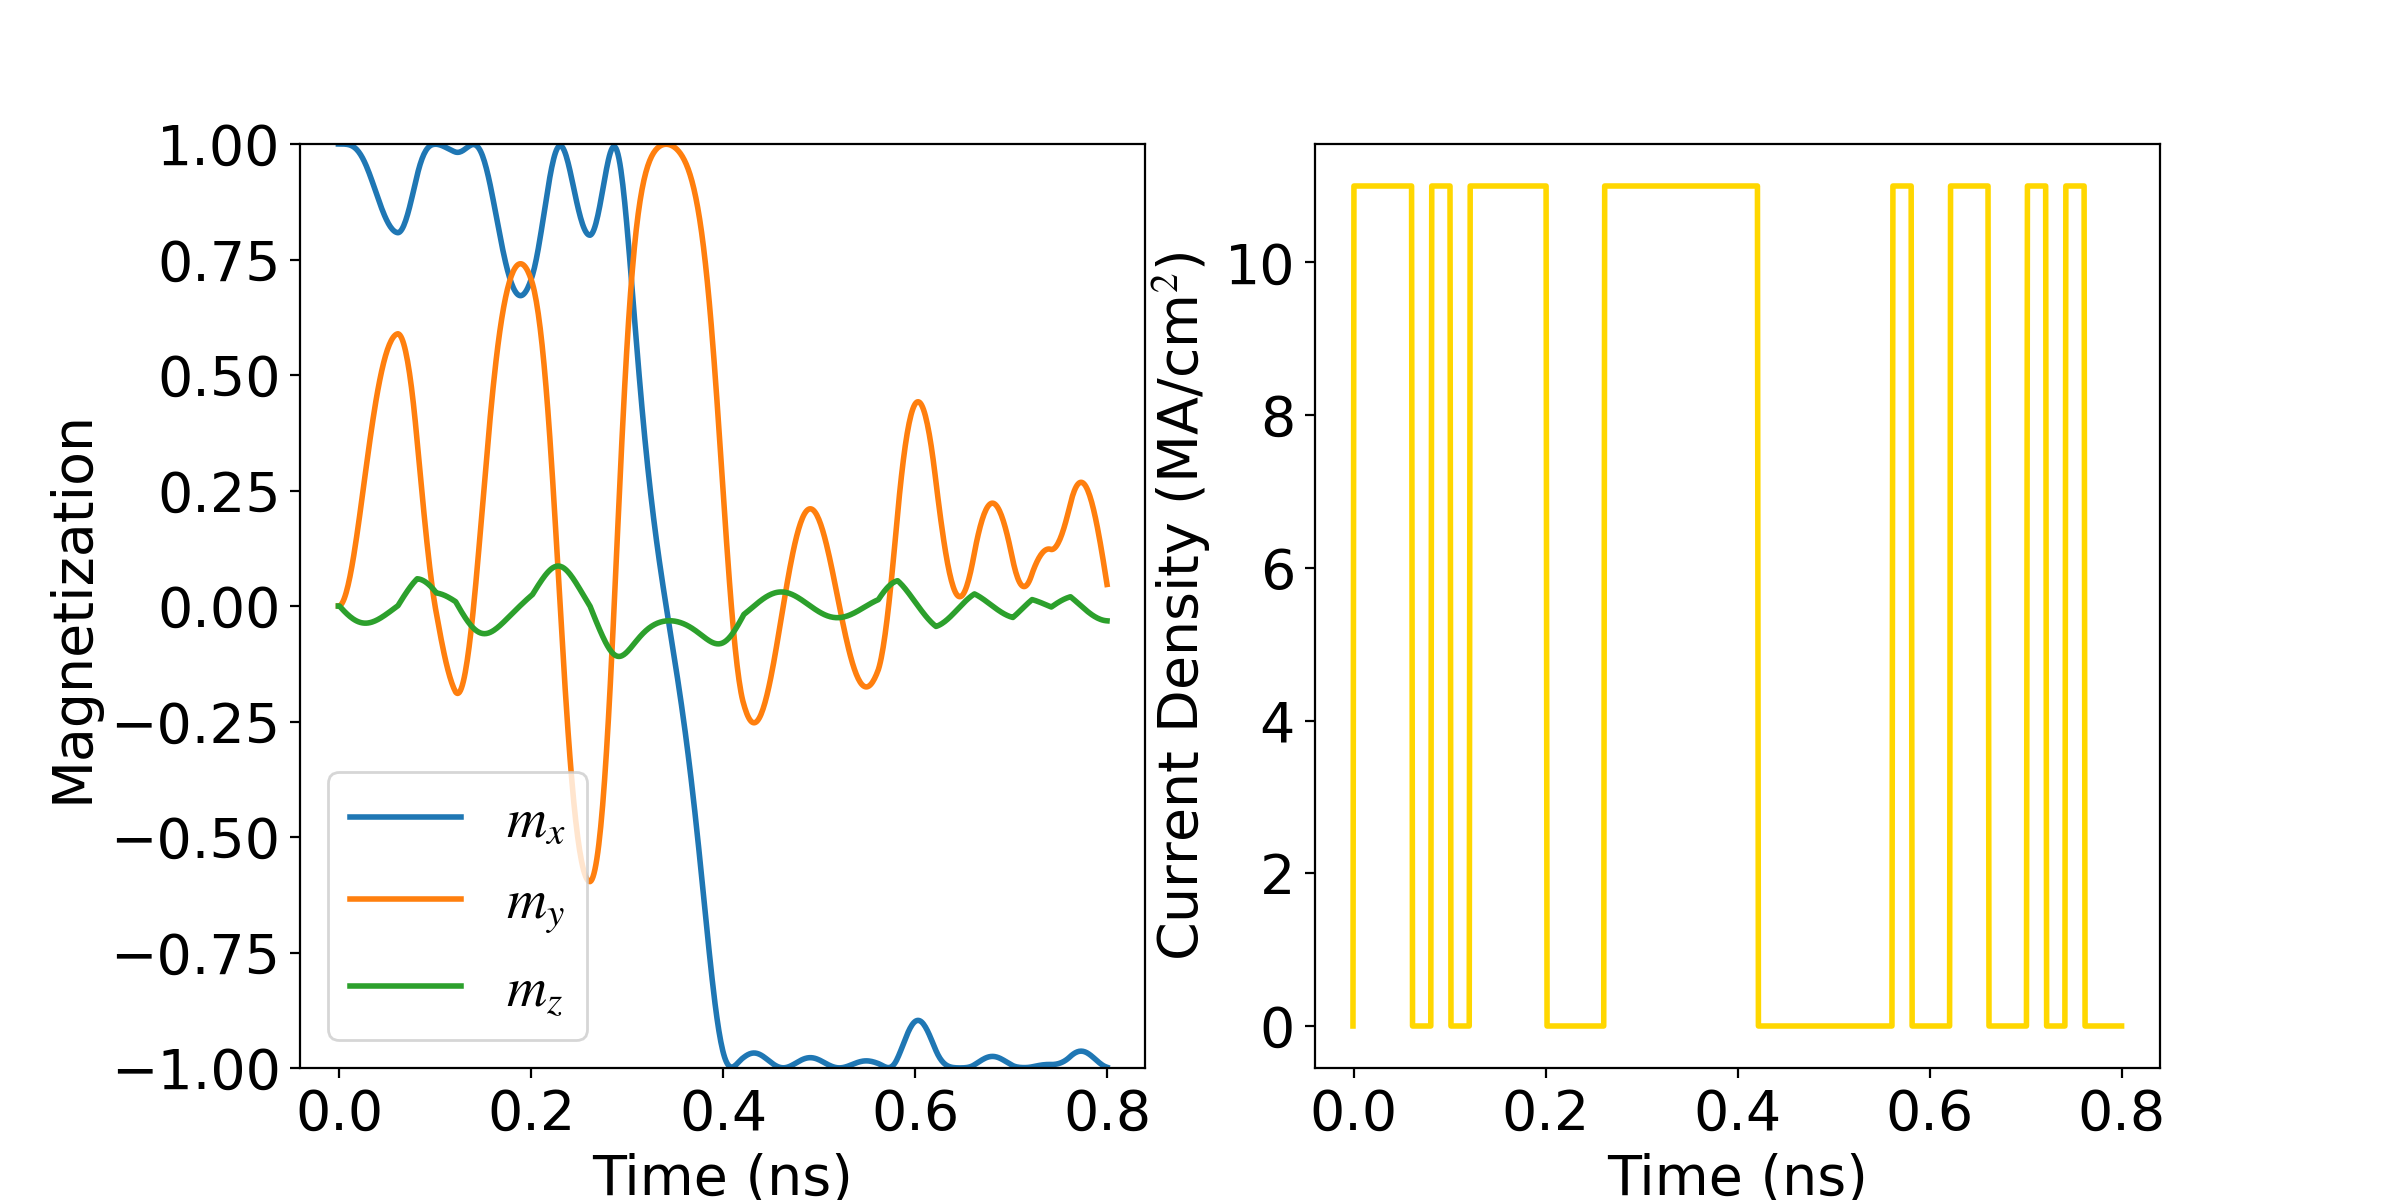 1.00
0.75
0.50
0.25
0.00
−0.25
−0.50
−0.75
−1.00
Magnetization
m_x
m_y
m_z
0.0 0.2 0.4 0.6 0.8
Time (ns)
10
8
6
4
2
0
Current Density (MA/cm²)
0.0 0.2 0.4 0.6 0.8
Time (ns)